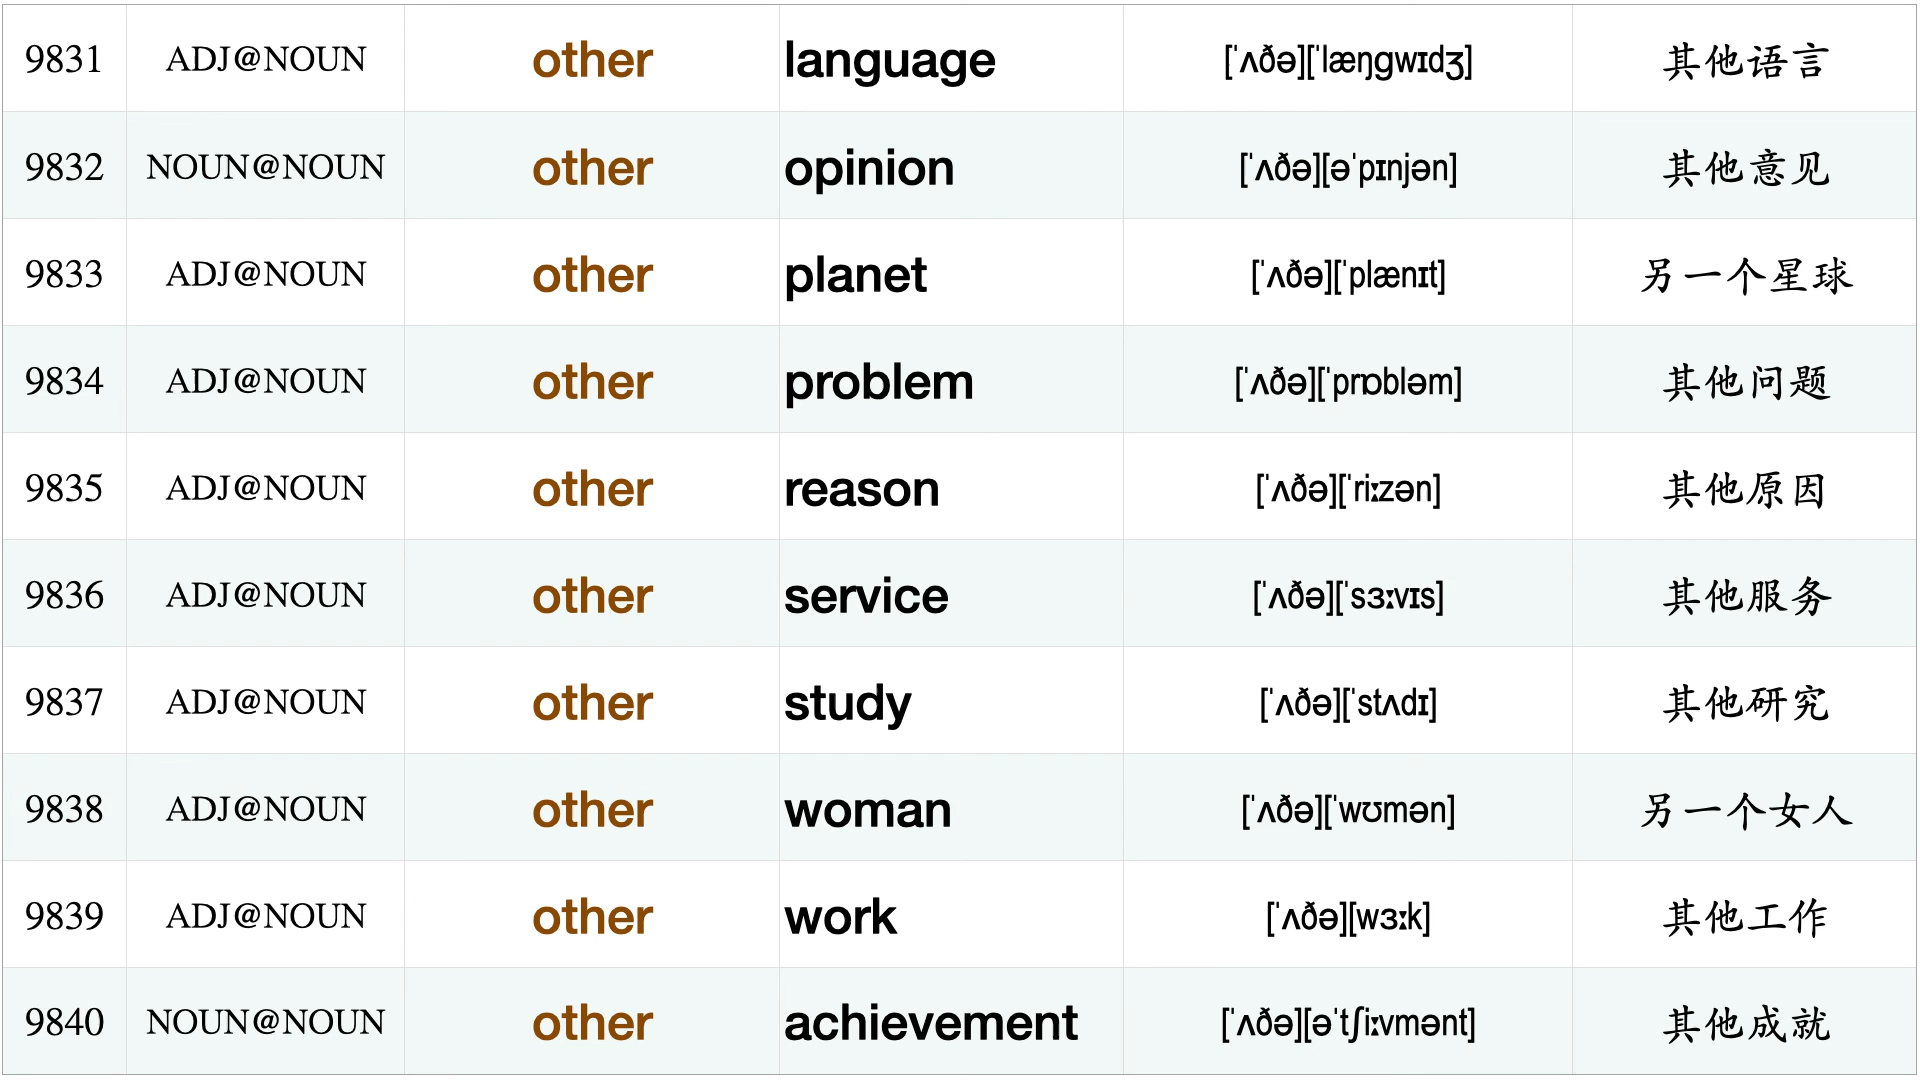 9831 ADJ@NOUN other language [ˈʌðə][ˈlæŋgwɪdʒ] 其他语言
9832 NOUN@NOUN other opinion [ˈʌðə][əˈpɪnjən] 其他意见
9833 ADJ@NOUN other planet [ˈʌðə][ˈplænɪt] 另一个星球
9834 ADJ@NOUN other problem [ˈʌðə][ˈprɒbləm] 其他问题
9835 ADJ@NOUN other reason [ˈʌðə][ˈriːzən] 其他原因
9836 ADJ@NOUN other service [ˈʌðə][ˈsɜːvɪs] 其他服务
9837 ADJ@NOUN other study [ˈʌðə][ˈstʌdɪ] 其他研究
9838 ADJ@NOUN other woman [ˈʌðə][ˈwʊmən] 另一个女人
9839 ADJ@NOUN other work [ˈʌðə][wɜːk] 其他工作
9840 NOUN@NOUN other achievement [ˈʌðə][əˈtʃiːvmənt] 其他成就